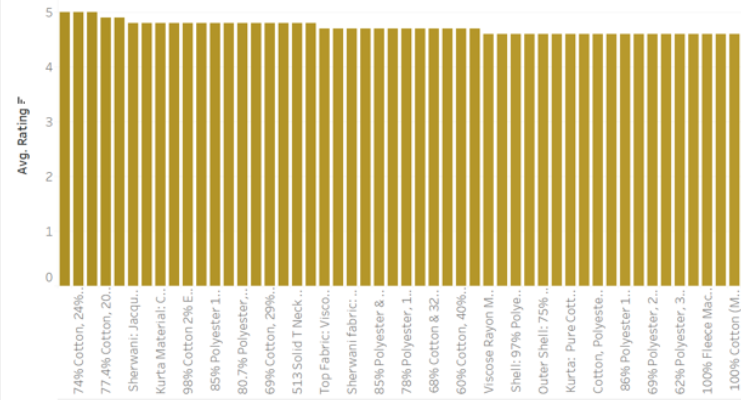 Avg. Rating
5
4
3
2
1
0
74% Cotton, 24%..
77.4% Cotton, 20..
Sherwani: Jacqu..
Kurta Material: C..
98% Cotton 2% E..
85% Polyester 1..
80.7% Polyester,..
69% Cotton, 29%..
513 Solid T Neck ..
Top Fabric: Visco..
Sherwani fabric: ..
85% Polyester & ..
78% Polyester, 1..
68% Cotton & 32..
60% Cotton, 40%..
Viscose Rayon M..
Shell: 97% Polye..
Outer Shell: 75% ..
Kurta: Pure Cott..
Cotton, Polyeste..
86% Polyester 1..
69% Polyester, 2..
62% Polyester, 3..
100% Fleece Mac..
100% Cotton (M..